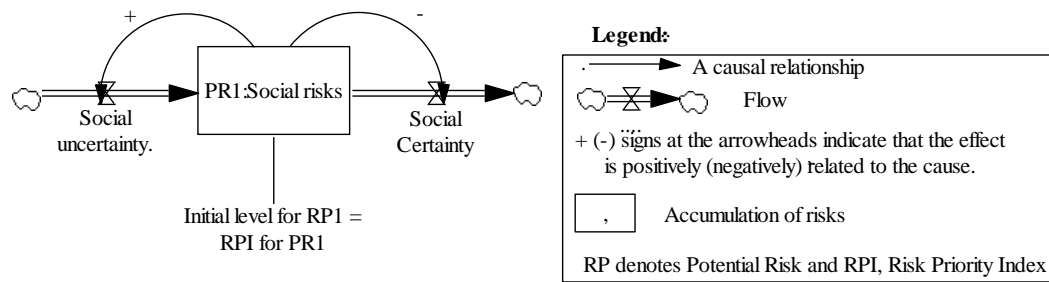 +
-
PR1:Social risks
Social
uncertainty.
Social
Certainty
Initial level for RP1 =
RPI for PR1
Legend:
A causal relationship
Flow
+ (-) signs at the arrowheads indicate that the effect
is positively (negatively) related to the cause.
,
Accumulation of risks
RP denotes Potential Risk and RPI, Risk Priority Index